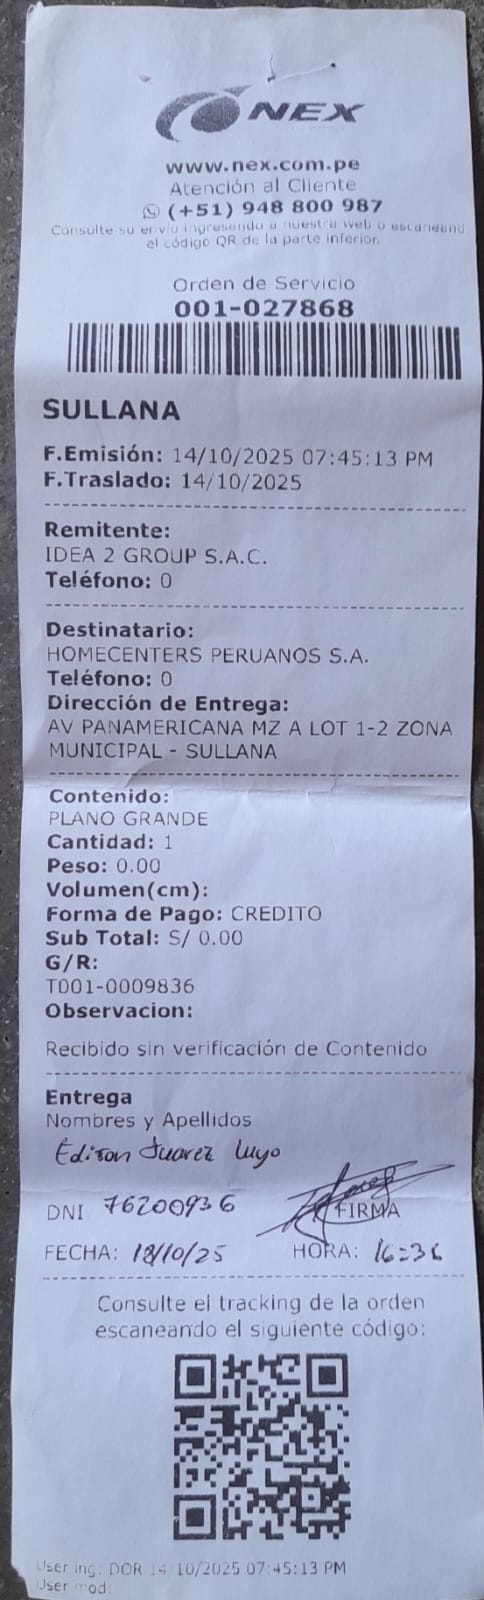 NEX
www.nex.com.pe
Atención al Cliente
(+51) 948 800 987
Consulte su envío ingresando a nuestra web o escaneand
el código QR de la parte inferior.
Orden de Servicio
001-027868
SULLANA
F.Emisión: 14/10/2025 07:45:13 PM
F.Traslado: 14/10/2025
Remitente:
IDEA 2 GROUP S.A.C.
Teléfono: 0
Destinatario:
HOMECENTERS PERUANOS S.A.
Teléfono: 0
Dirección de Entrega:
AV PANAMERICANA MZ A LOT 1-2 ZONA
MUNICIPAL - SULLANA
Contenido:
PLANO GRANDE
Cantidad: 1
Peso: 0.00
Volumen(cm):
Forma de Pago: CREDITO
Sub Total: S/ 0.00
G/R:
T001-0009836
Observacion:
Recibido sin verificación de Contenido
Entrega
Nombres y Apellidos
Edison Juarez Luyo
DNI 76200936
FIRMA
FECHA: 18/10/25 HORA: 16:36
Consulte el tracking de la orden
escaneando el siguiente código:
User ing: DOR 14/10/2025 07:45:13 PM
User mod: